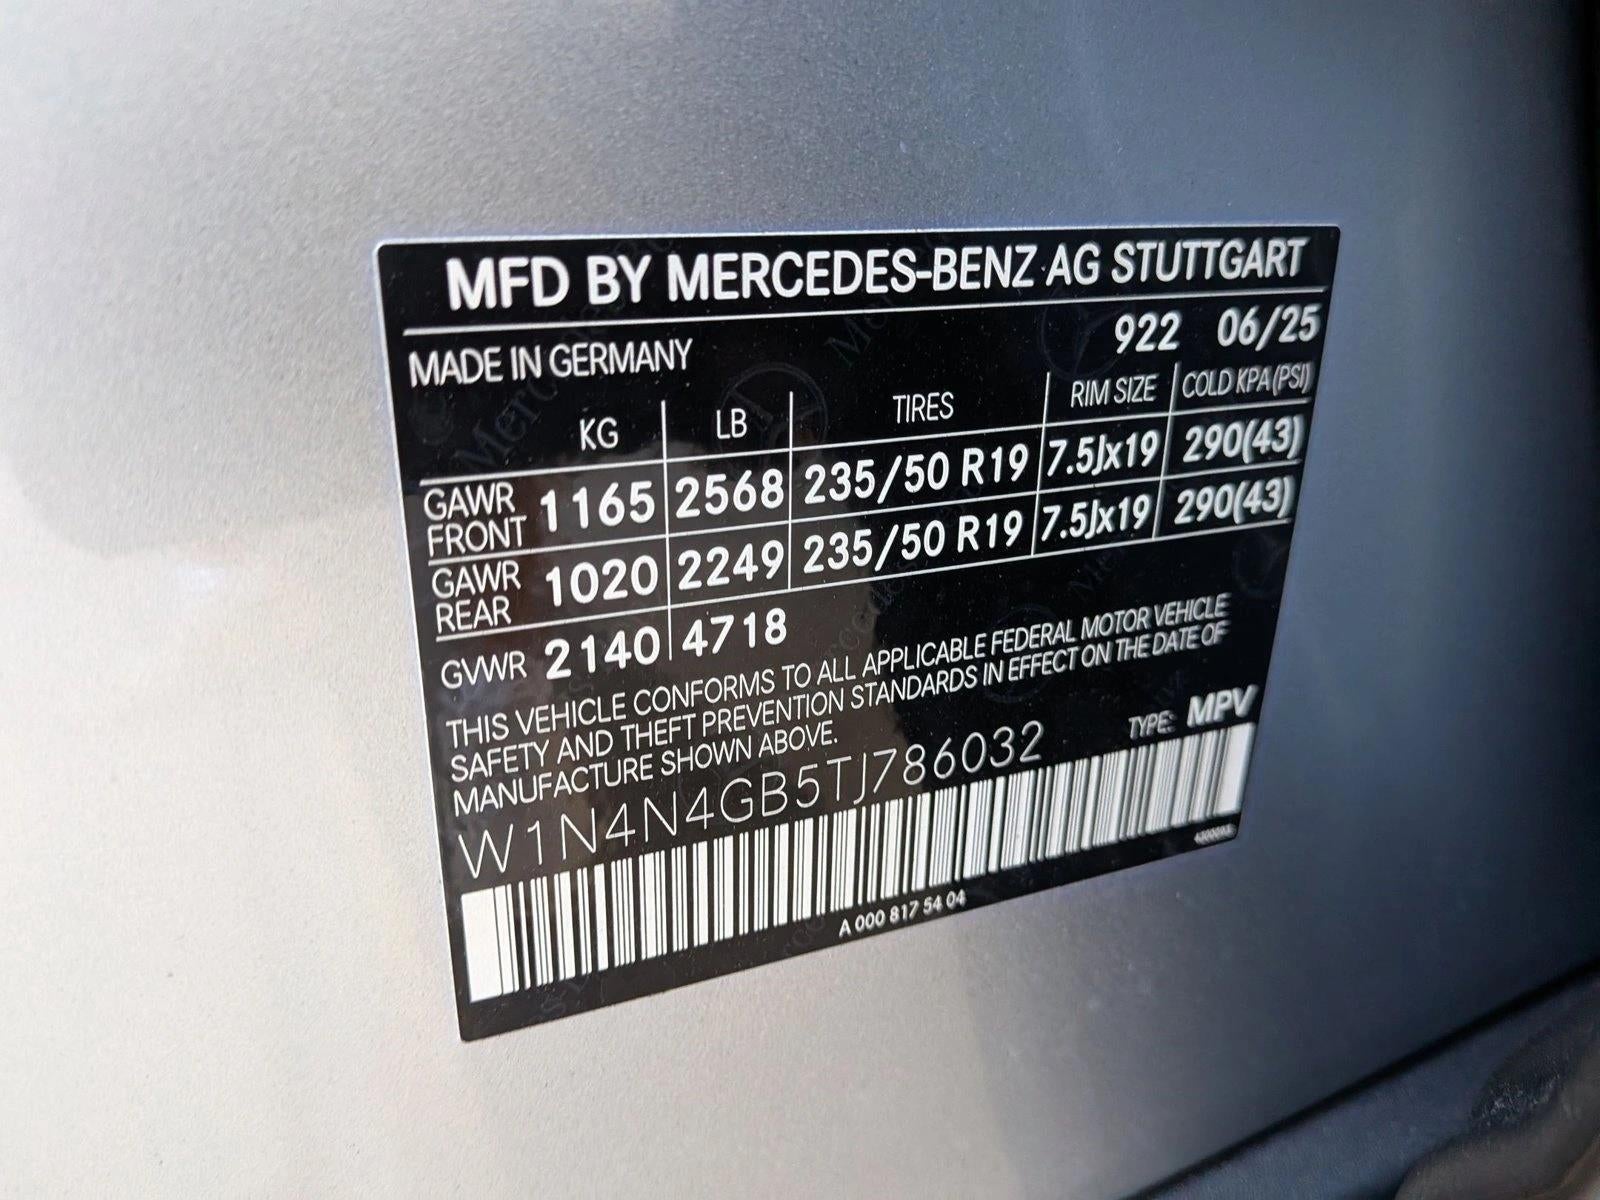 MFD BY MERCEDES-BENZ AG STUTTGART
MADE IN GERMANY 922 06/25
KG LB TIRES RIM SIZE COLD KPA(PSI)
GAWR FRONT 1165 2568 235/50 R19 7.5Jx19 290(43)
GAWR REAR 1020 2249 235/50 R19 7.5Jx19 290(43)
GVWR 2140 4718
THIS VEHICLE CONFORMS TO ALL APPLICABLE FEDERAL MOTOR VEHICLE
SAFETY AND THEFT PREVENTION STANDARDS IN EFFECT ON THE DATE OF
MANUFACTURE SHOWN ABOVE. TYPE: MPV
W1N4N4GB5TJ786032
A 000 817 54 04